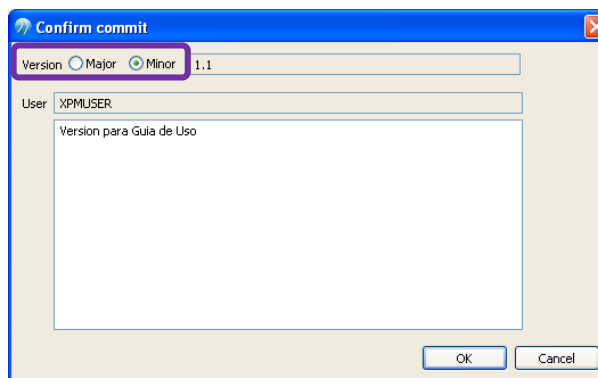 Confirm commit
Version Major Minor 1.1
User XPMUSER
Version para Guia de Uso
OK Cancel